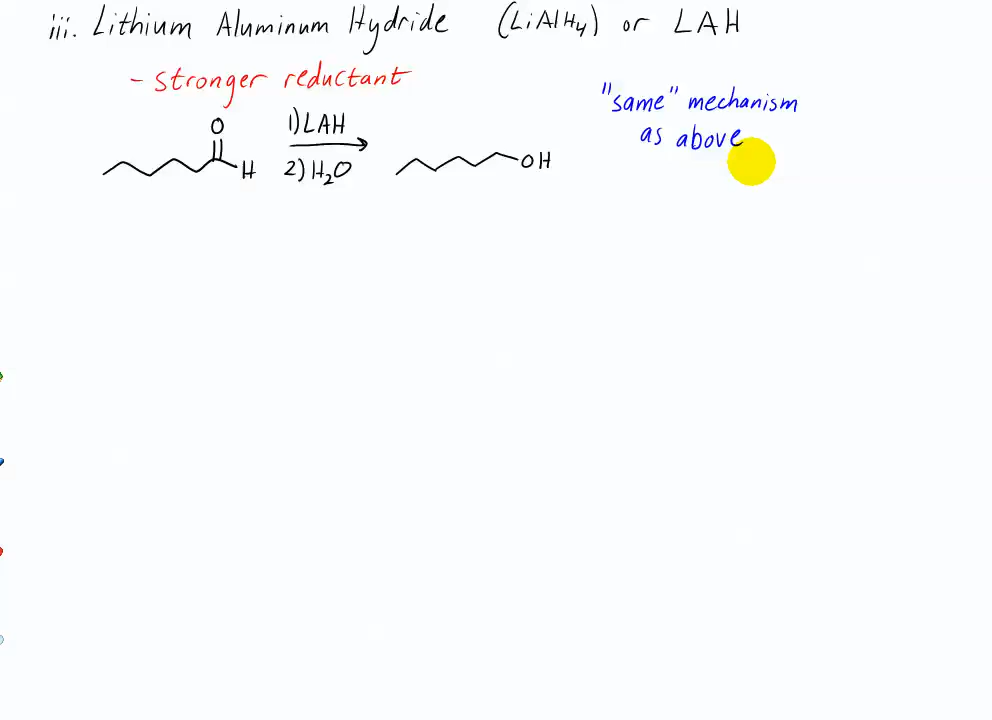 iii. Lithium Aluminum Hydride (LiAlH₄) or LAH
- stronger reductant
"same" mechanism
as above
O
1) LAH
H
2) H₂O
OH